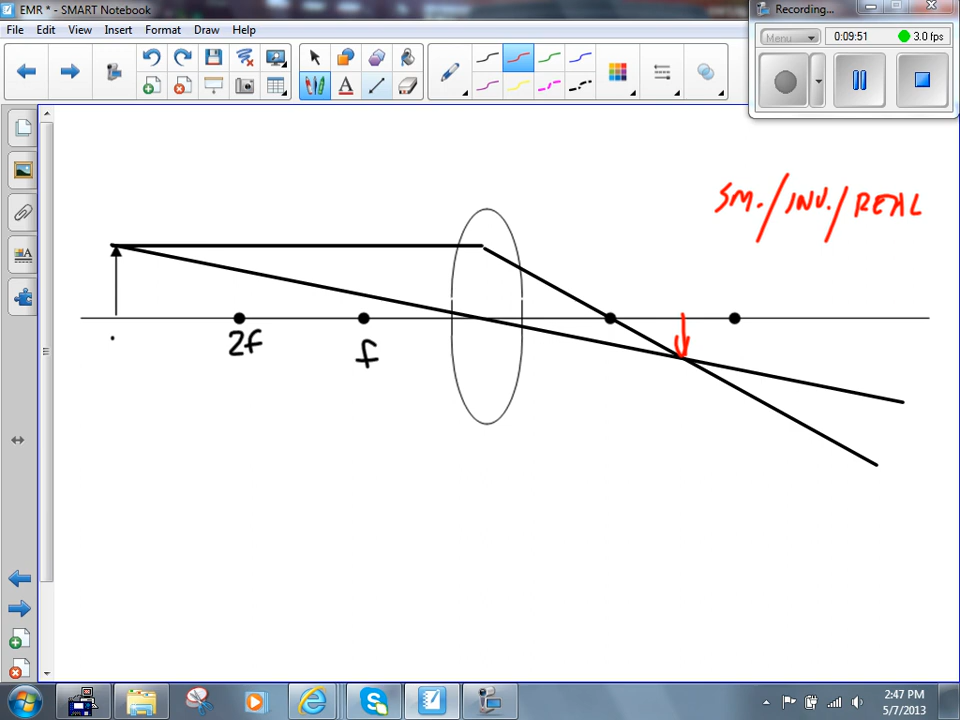 EMR * - SMART Notebook
Recording...
File Edit View Insert Format Draw Help
Menu
0:09:51
3.0 fps
SM./INV./REAL
2f
f
2:47 PM
5/7/2013